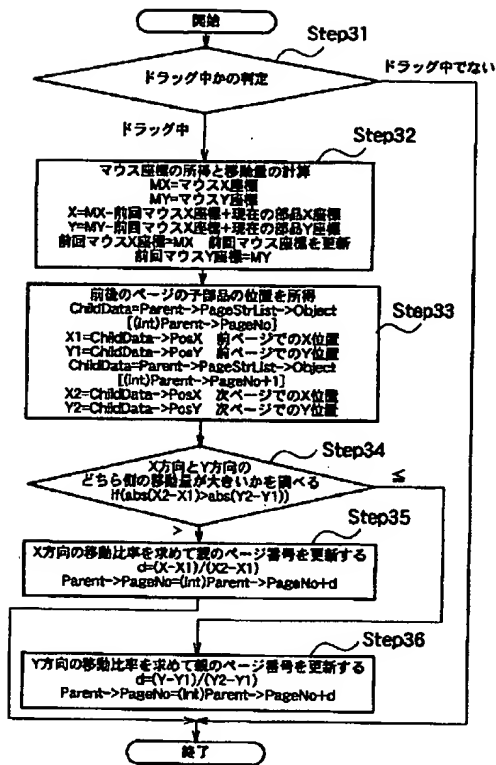 開始
Step31
ドラッグ中かの判定
ドラッグ中でない
ドラッグ中
Step32
マウス座標の所得と移動量の計算
MX=マウスX座標
MY=マウスY座標
X=MX-前回マウスX座標+現在の部品X座標
Y=MY-前回マウスX座標+現在の部品Y座標
前回マウスX座標=MX 前回マウス座標を更新
前回マウスY座標=MY
Step33
前後のページの子部品の位置を所得
ChildData=Parent->PageStrList->Object
[(int)Parent->PageNo]
X1=ChildData->PosX 前ページでのX位置
Y1=ChildData->PosY 前ページでのY位置
ChildData=Parent->PageStrList->Object
[(int)Parent->PageNo+1]
X2=ChildData->PosX 次ページでのX位置
Y2=ChildData->PosY 次ページでのY位置
Step34
X方向とY方向の
どちら側の移動量が大きいかを調べる
if(abs(X2-X1)>abs(Y2-Y1))
≦
>
Step35
X方向の移動比率を求めて親のページ番号を更新する
d=(X-X1)/(X2-X1)
Parent->PageNo=(Int)Parent->PageNo+d
Step36
Y方向の移動比率を求めて親のページ番号を更新する
d=(Y-Y1)/(Y2-Y1)
Parent->PageNo=(Int)Parent->PageNo+d
終了